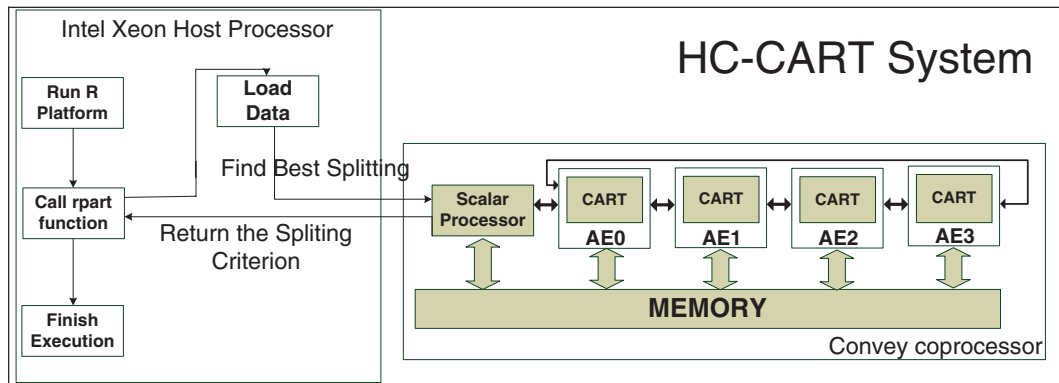 Intel Xeon Host Processor
HC-CART System
Run R
Platform
Load
Data
Find Best Splitting
Call rpart
function
Return the Spliting
Criterion
Finish
Execution
Scalar
Processor
CART
CART
CART
CART
AE0
AE1
AE2
AE3
MEMORY
Convey coprocessor